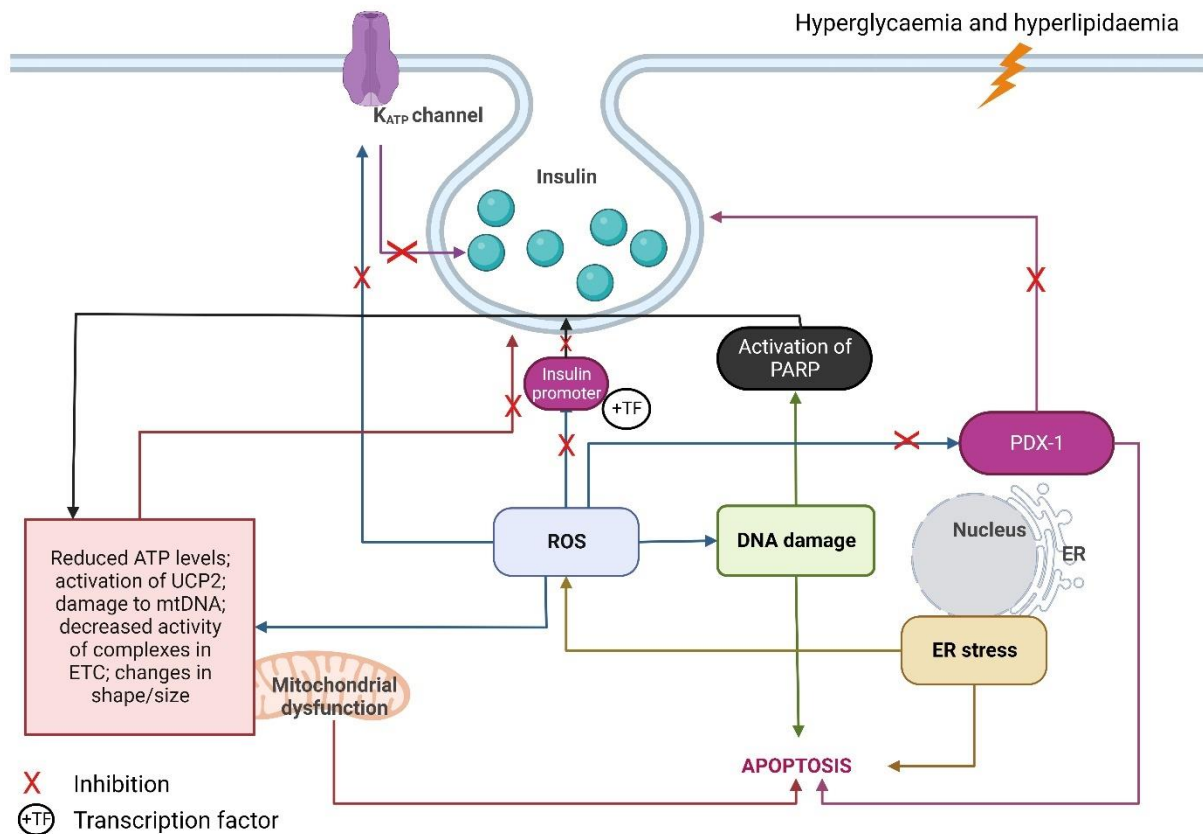 Hyperglycaemia and hyperlipidaemia
KATP channel
Insulin
Activation of
PARP
Insulin
promoter
+TF
PDX-1
Nucleus
ER
ROS
DNA damage
Reduced ATP levels;
activation of UCP2;
damage to mtDNA;
decreased activity
of complexes in
ETC; changes in
shape/size
ER stress
Mitochondrial
dysfunction
APOPTOSIS
X Inhibition
+TF Transcription factor